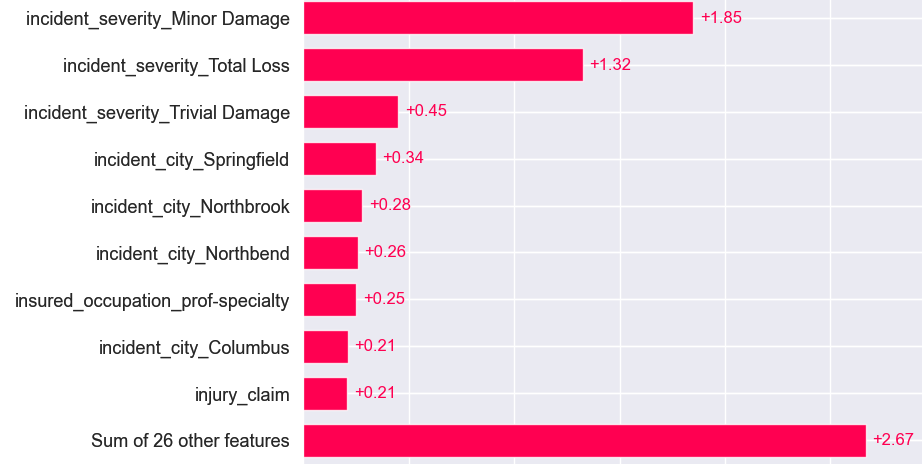 incident_severity_Minor Damage +1.85
incident_severity_Total Loss +1.32
incident_severity_Trivial Damage +0.45
incident_city_Springfield +0.34
incident_city_Northbrook +0.28
incident_city_Northbend +0.26
insured_occupation_prof-specialty +0.25
incident_city_Columbus +0.21
injury_claim +0.21
Sum of 26 other features +2.67